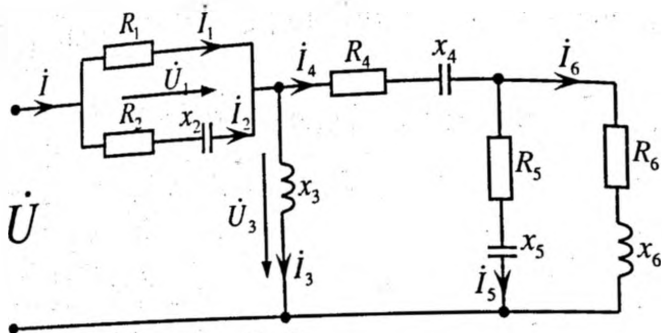 R₁ İ₁
İ
U̇₁
R₂ x₂ İ₂
İ₄ R₄ x₄ İ₆
U̇
U̇₃ x₃ İ₃
R₅ R₆
x₅ İ₅ x₆